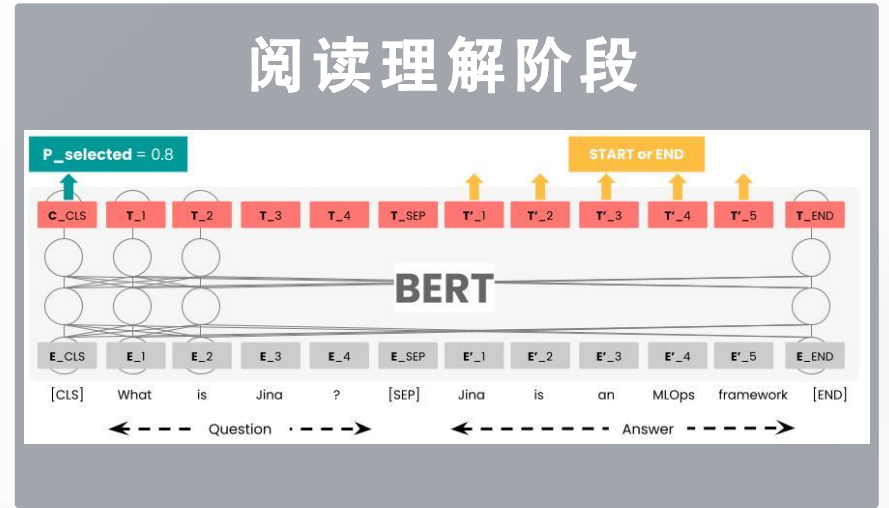 阅读理解阶段
P_selected = 0.8
START or END
C_CLS T_1 T_2 T_3 T_4 T_SEP T'_1 T'_2 T'_3 T'_4 T'_5 T_END
BERT
E_CLS E_1 E_2 E_3 E_4 E_SEP E'_1 E'_2 E'_3 E'_4 E'_5 E_END
[CLS] What is Jina ? [SEP] Jina is an MLOps framework [END]
Question Answer